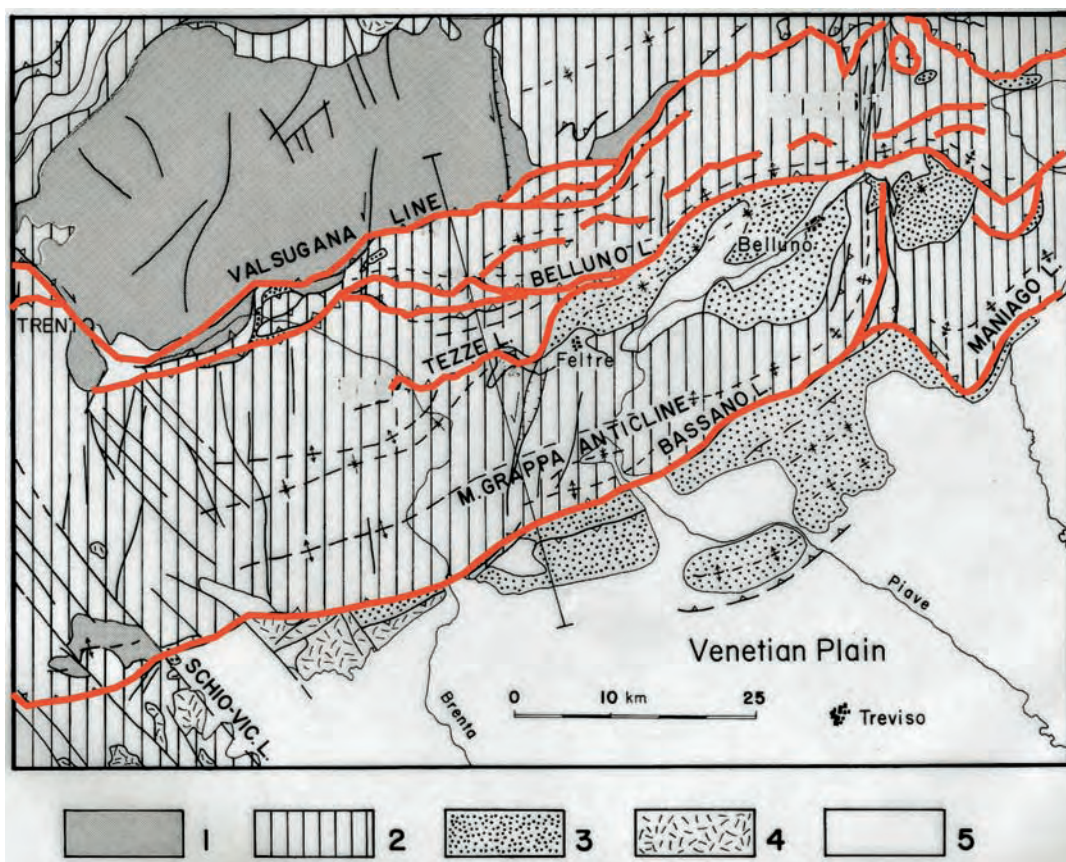 VALSUGANA LINE
TRENTO
BELLUNO L.
Belluno
TEZZE L.
Feltre
MANIAGO L.
M. GRAPPA ANTICLINE
BASSANO L.
SCHIO-VIC. L.
Brenta
Piave
Venetian Plain
0 10 km 25
Treviso
1 2 3 4 5